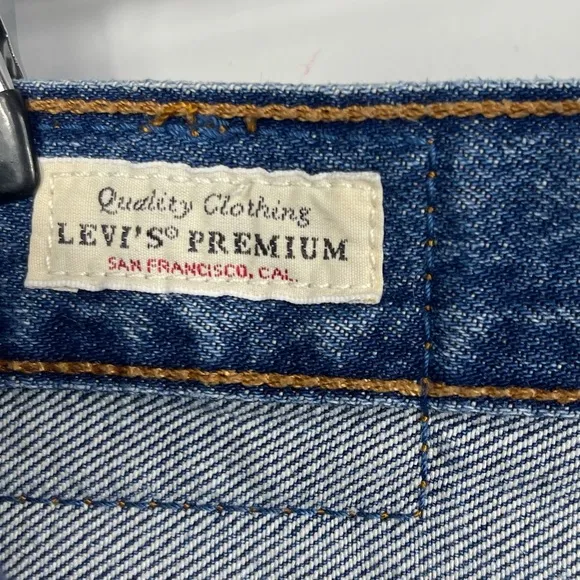 Quality Clothing
LEVI'S® PREMIUM
SAN FRANCISCO, CAL.